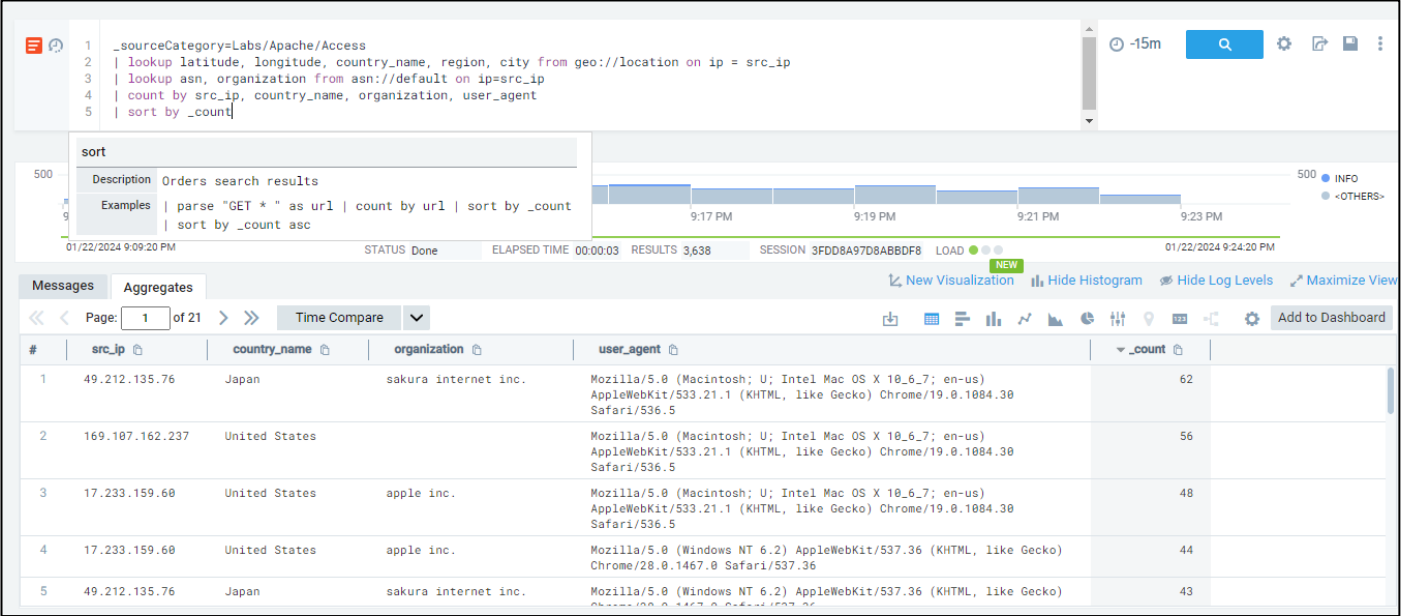 1 _sourceCategory=Labs/Apache/Access
2 | lookup latitude, longitude, country_name, region, city from geo://location on ip = src_ip
3 | lookup asn, organization from asn://default on ip=src_ip
4 | count by src_ip, country_name, organization, user_agent
5 | sort by _count
-15m
sort
Description Orders search results
Examples | parse "GET * " as url | count by url | sort by _count
| sort by _count asc
500
9:17 PM 9:19 PM 9:21 PM 9:23 PM
500
INFO
<OTHERS>
01/22/2024 9:09:20 PM
STATUS Done ELAPSED TIME 00:00:03 RESULTS 3,638 SESSION 3FDD8A97D8ABBDF8 LOAD
01/22/2024 9:24:20 PM
NEW
Messages Aggregates
New Visualization Hide Histogram Hide Log Levels Maximize View
Page: 1 of 21 Time Compare
123
Add to Dashboard
# src_ip country_name organization user_agent _count
1 49.212.135.76 Japan sakura internet inc. Mozilla/5.0 (Macintosh; U; Intel Mac OS X 10_6_7; en-us) 62
AppleWebKit/533.21.1 (KHTML, like Gecko) Chrome/19.0.1084.30
Safari/536.5
2 169.107.162.237 United States Mozilla/5.0 (Macintosh; U; Intel Mac OS X 10_6_7; en-us) 56
AppleWebKit/533.21.1 (KHTML, like Gecko) Chrome/19.0.1084.30
Safari/536.5
3 17.233.159.60 United States apple inc. Mozilla/5.0 (Macintosh; U; Intel Mac OS X 10_6_7; en-us) 48
AppleWebKit/533.21.1 (KHTML, like Gecko) Chrome/19.0.1084.30
Safari/536.5
4 17.233.159.60 United States apple inc. Mozilla/5.0 (Windows NT 6.2) AppleWebKit/537.36 (KHTML, like Gecko) 44
Chrome/28.0.1467.0 Safari/537.36
5 49.212.135.76 Japan sakura internet inc. Mozilla/5.0 (Windows NT 6.2) AppleWebKit/537.36 (KHTML, like Gecko) 43